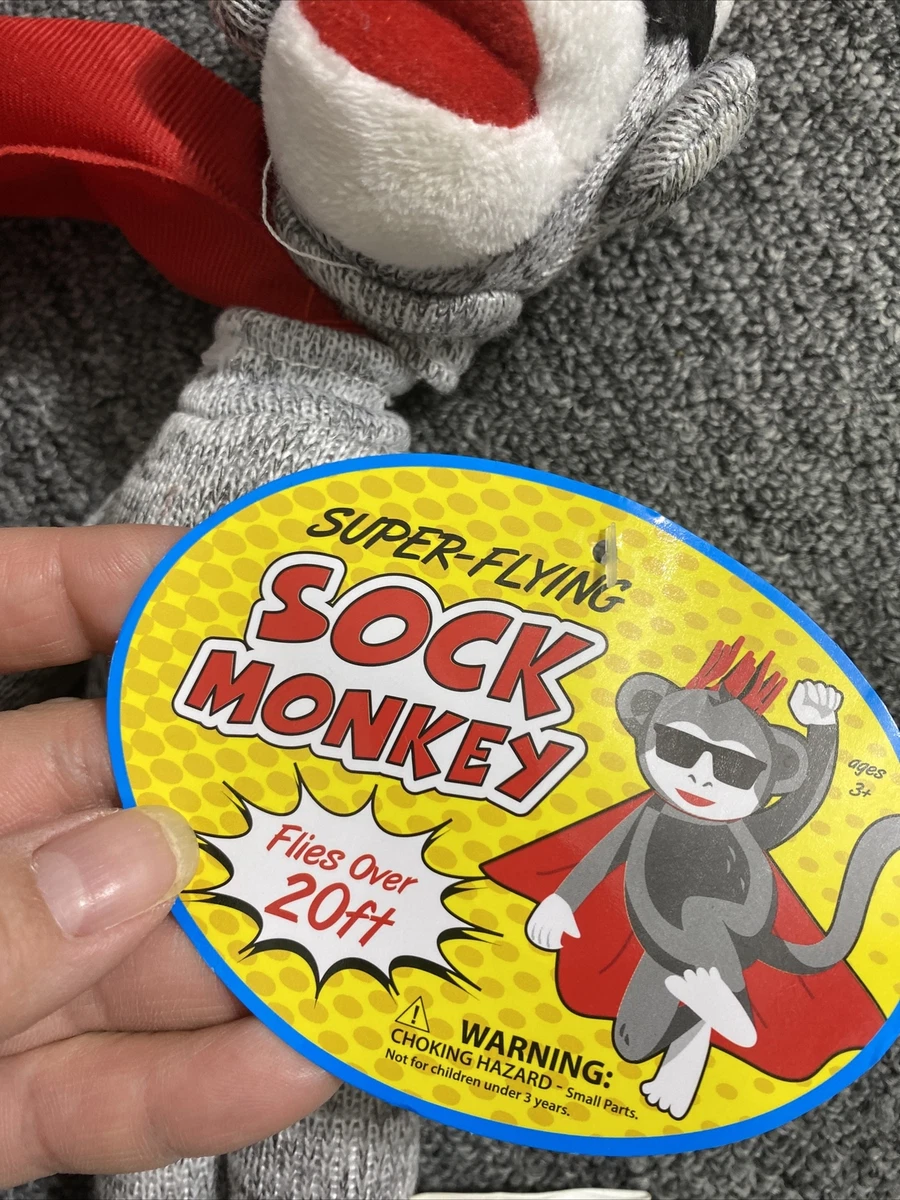 SUPER-FLYING
SOCK
MONKEY
ages
3+
Flies Over
20ft
WARNING:
CHOKING HAZARD - Small Parts.
Not for children under 3 years.